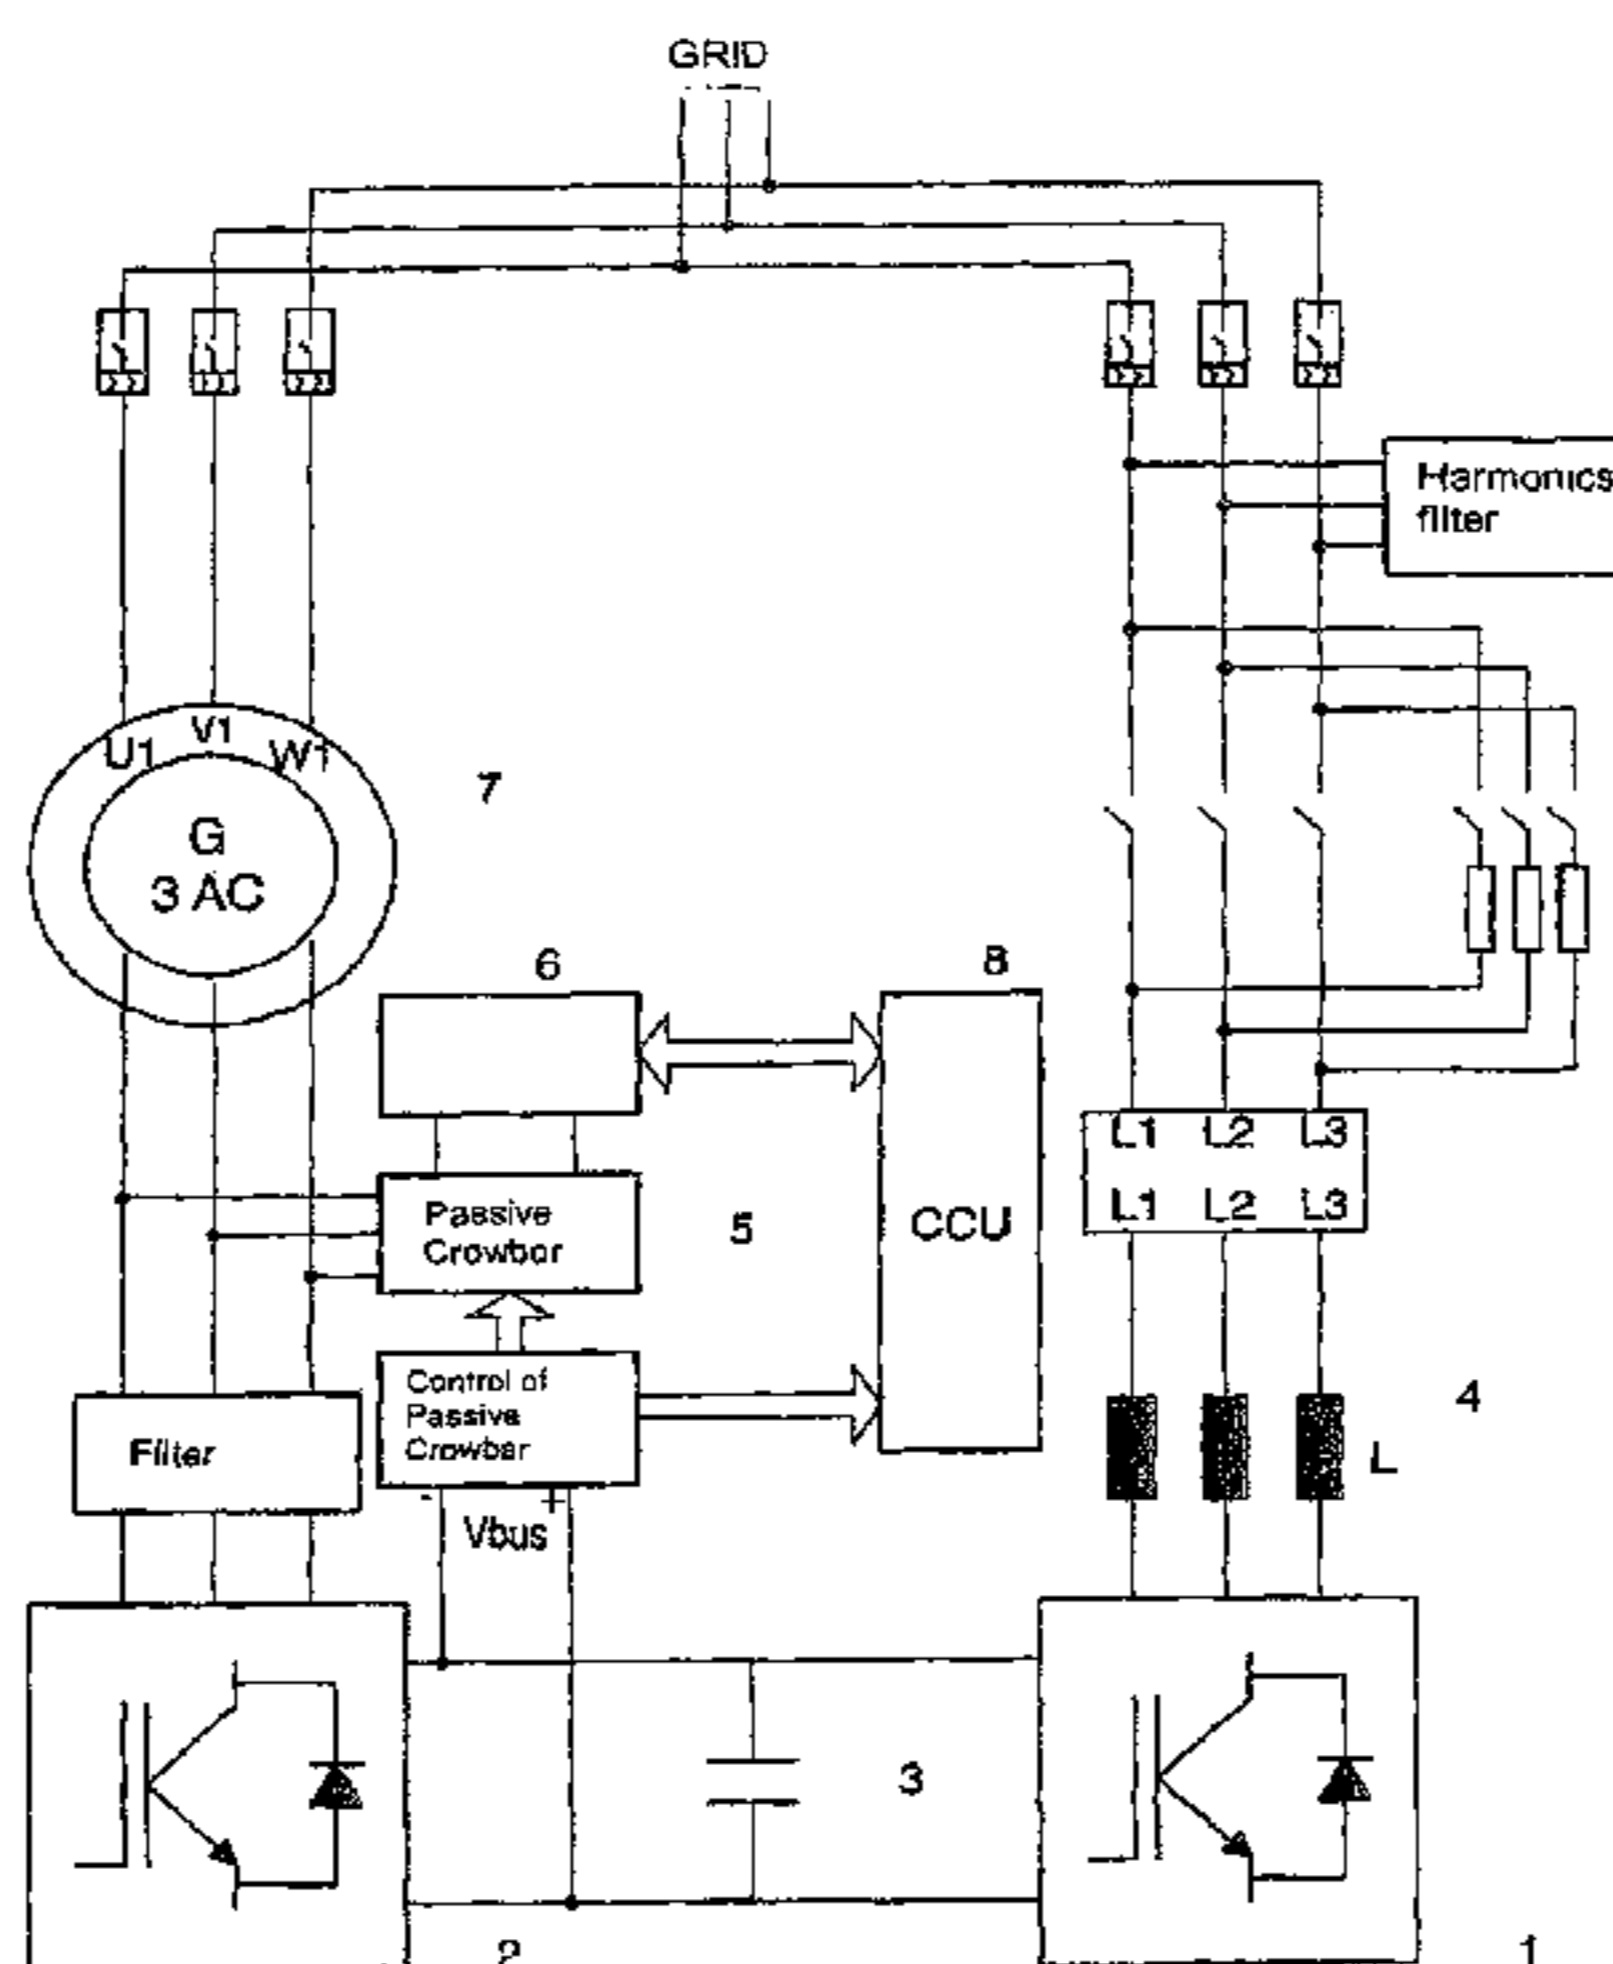 GRID
Harmonics
filter
U1 V1 W1
7
G
3 AC
6
8
L1 L2 L3
L1 L2 L3
Passive
Crowbar
5
CCU
Control of
Passive
Crowbar
4
Filter
L
- +
Vbus
3
2
1